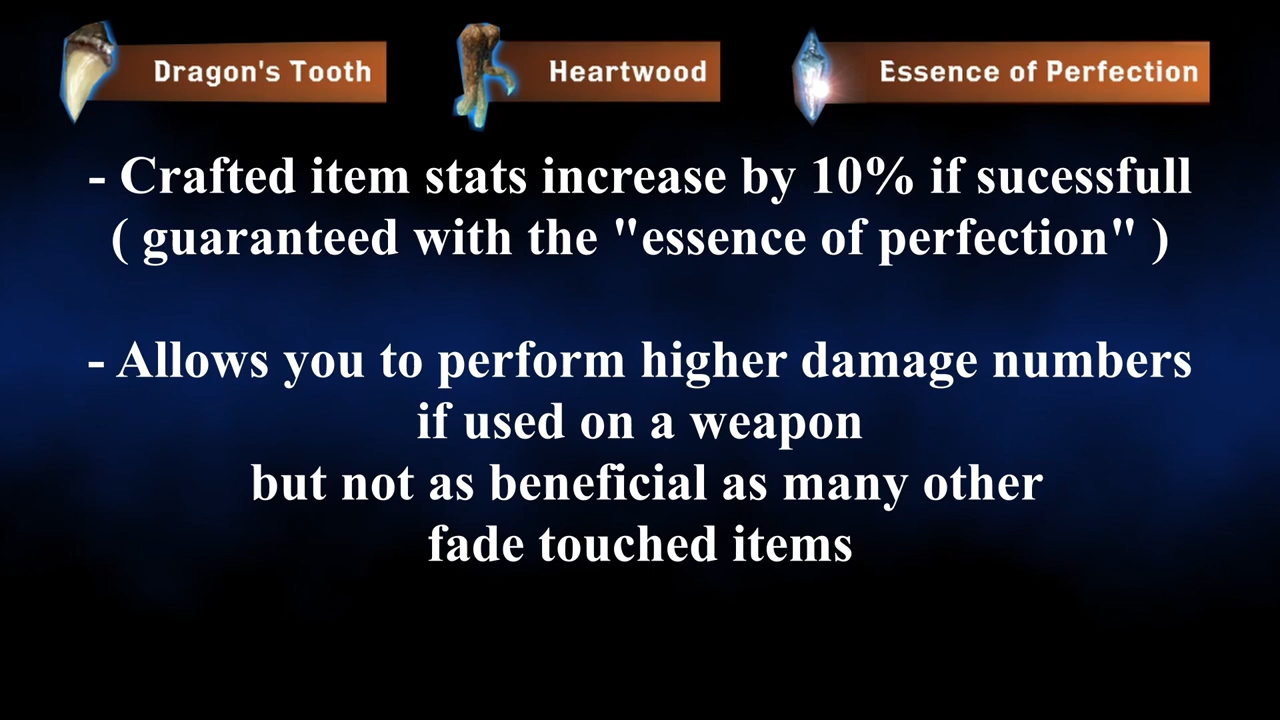 Dragon's Tooth
Heartwood
Essence of Perfection
- Crafted item stats increase by 10% if sucessfull
( guaranteed with the "essence of perfection" )
- Allows you to perform higher damage numbers
if used on a weapon
but not as beneficial as many other
fade touched items